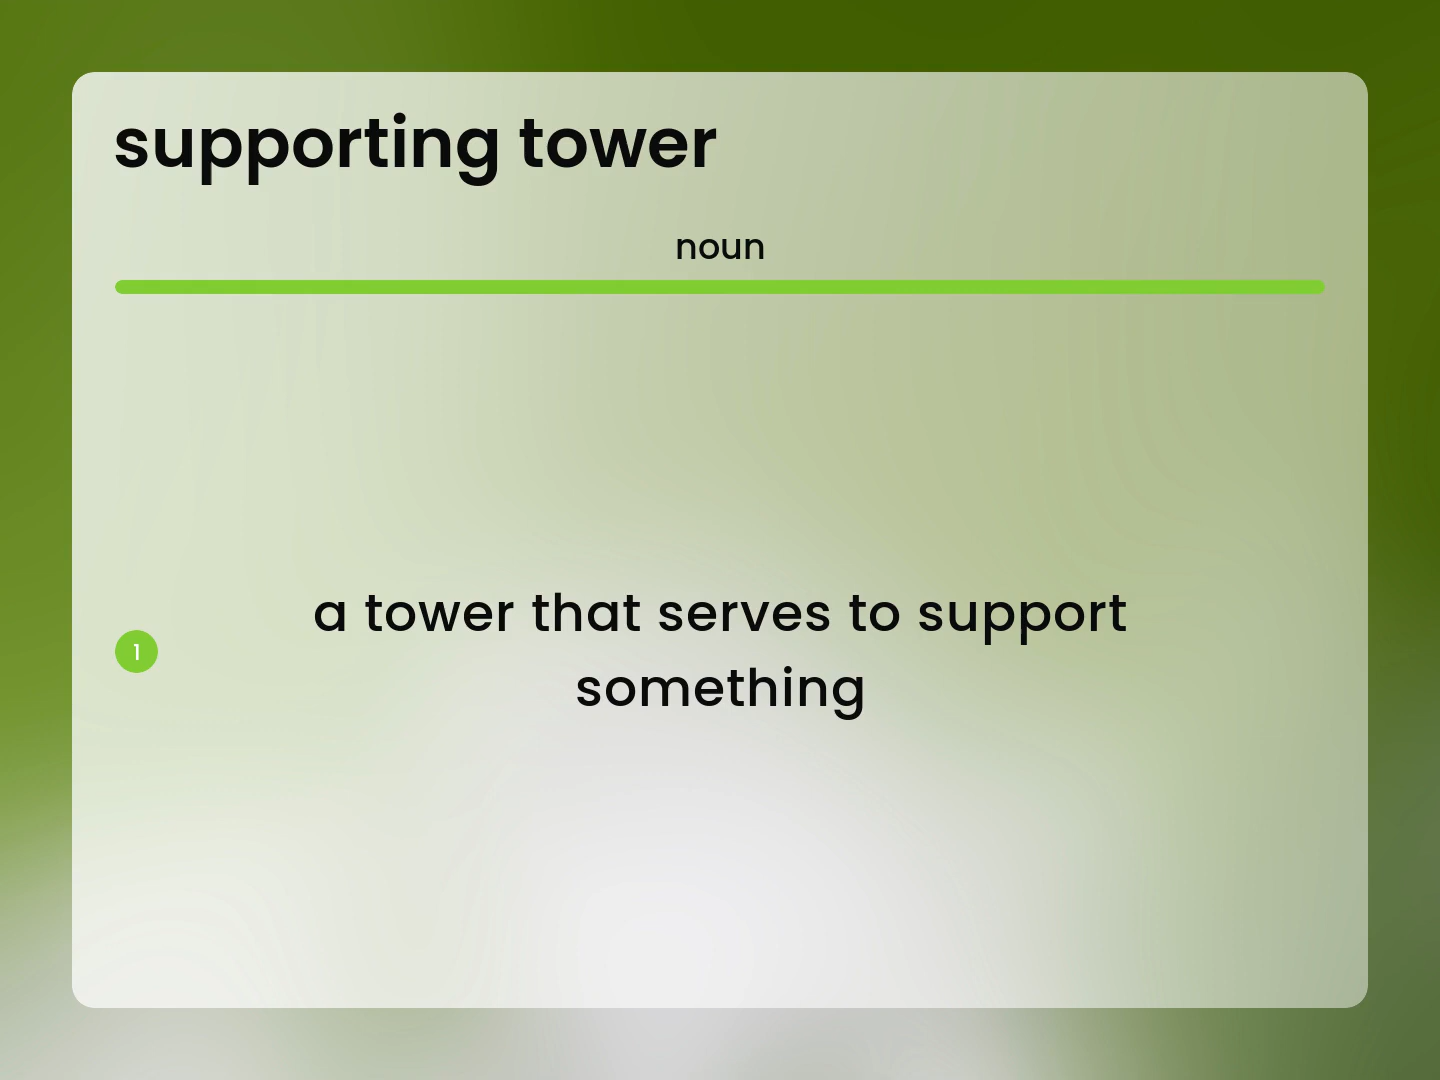 supporting tower
noun
1
a tower that serves to support
something